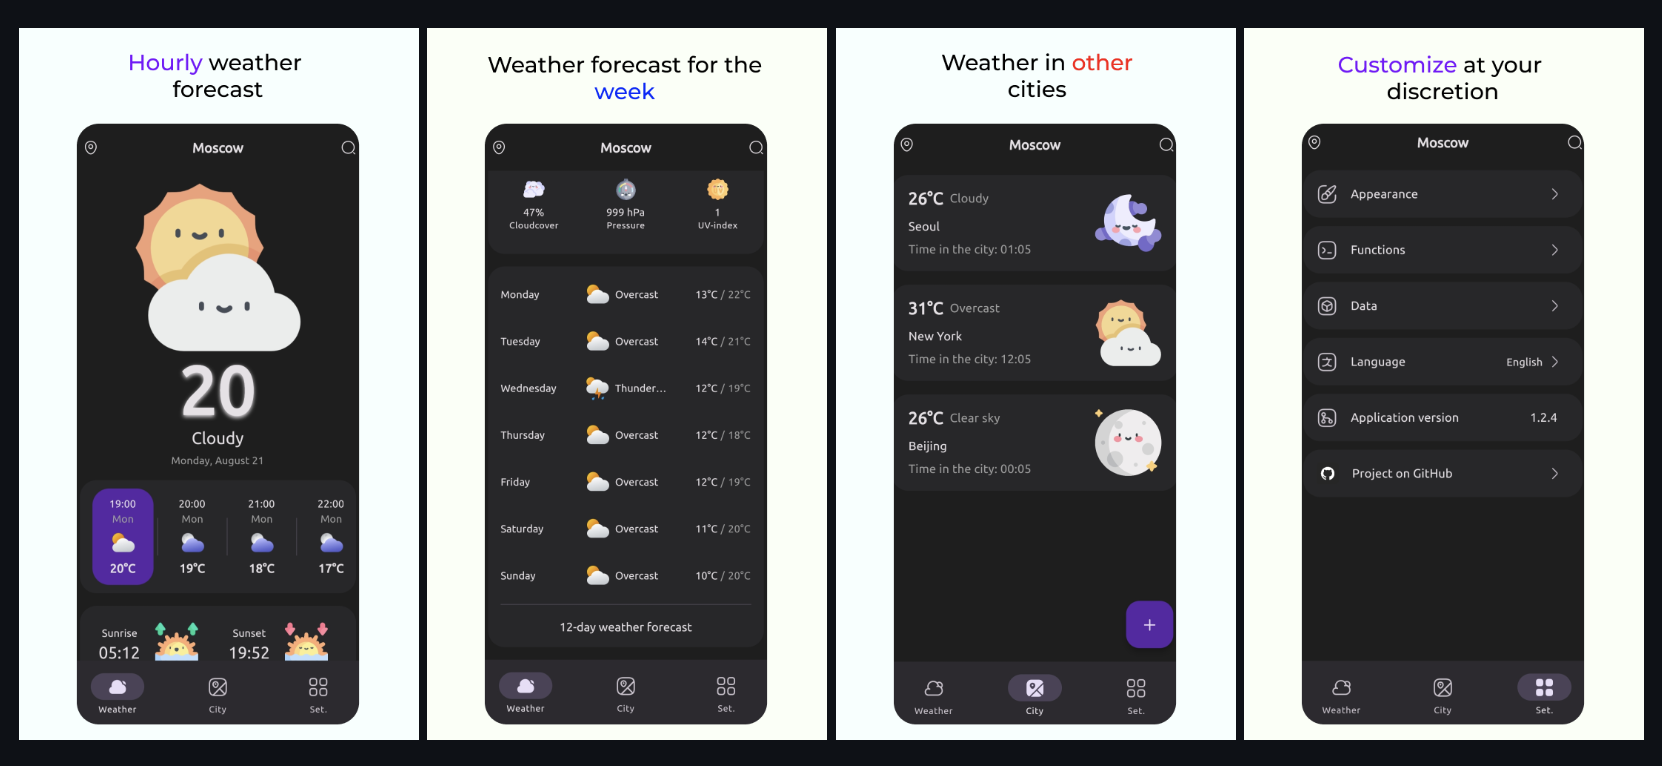 Hourly weather
forecast
Moscow
20
Cloudy
Monday, August 21
19:00 20:00 21:00 22:00
Mon Mon Mon Mon
20°C 19°C 18°C 17°C
Sunrise
05:12
Sunset
19:52
Weather City Set.
Weather forecast for the
week
Moscow
47% 999 hPa 1
Cloudcover Pressure UV-index
Monday Overcast 13°C / 22°C
Tuesday Overcast 14°C / 21°C
Wednesday Thunder... 12°C / 19°C
Thursday Overcast 12°C / 18°C
Friday Overcast 12°C / 19°C
Saturday Overcast 11°C / 20°C
Sunday Overcast 10°C / 20°C
12-day weather forecast
Weather City Set.
Weather in other
cities
Moscow
26°C Cloudy
Seoul
Time in the city: 01:05
31°C Overcast
New York
Time in the city: 12:05
26°C Clear sky
Beijing
Time in the city: 00:05
+
Weather City Set.
Customize at your
discretion
Moscow
Appearance
Functions
Data
Language English
Application version 1.2.4
Project on GitHub
Weather City Set.